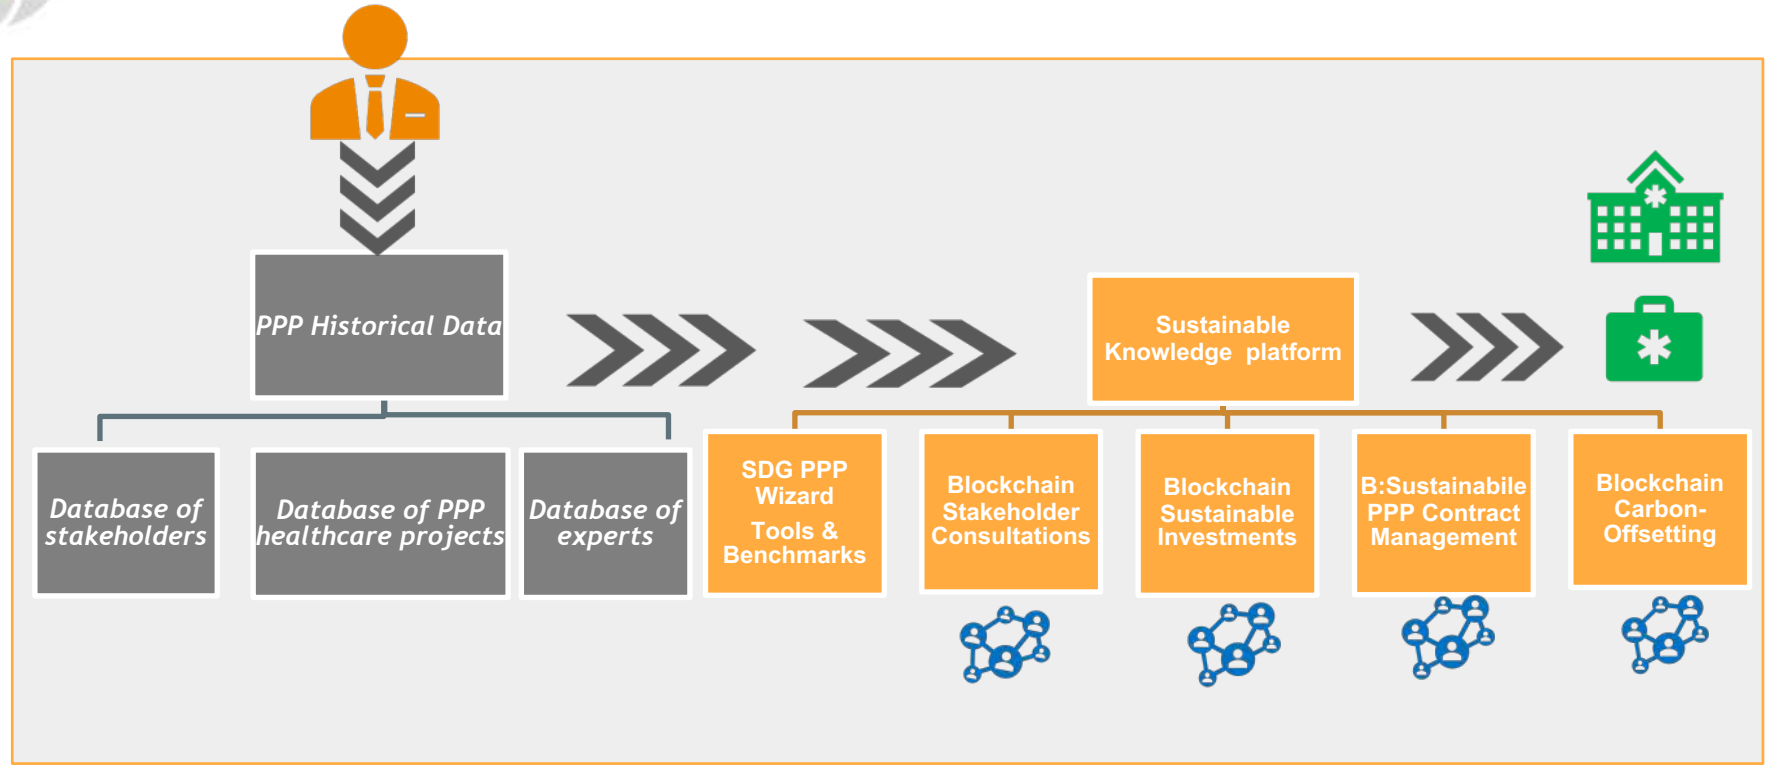 PPP Historical Data
Sustainable
Knowledge platform
Database of
stakeholders
Database of PPP
healthcare projects
Database of
experts
SDG PPP
Wizard
Tools &
Benchmarks
Blockchain
Stakeholder
Consultations
Blockchain
Sustainable
Investments
B:Sustainabile
PPP Contract
Management
Blockchain
Carbon-
Offsetting